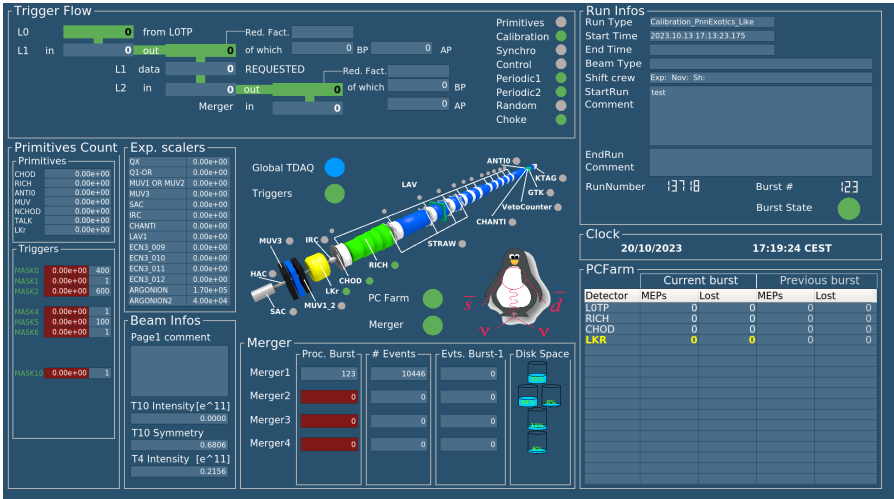 Trigger Flow
L0 0 from L0TP Red. Fact.
L1 in 0 out 0 of which 0 BP 0 AP
L1 data 0 REQUESTED Red. Fact.
L2 in 0 out 0 of which 0 BP
Merger in 0 0 AP
Primitives
Calibration
Synchro
Control
Periodic1
Periodic2
Random
Choke
Run Infos
Run Type Calibration_PnnExotics_Like
Start Time 2023.10.13 17:13:23.175
End Time
Beam Type
Shift crew Exp: Nov: Sh:
StartRun Comment test
EndRun Comment
RunNumber 13718 Burst # 123
Burst State
Clock
20/10/2023 17:19:24 CEST
Primitives Count
Primitives
CHOD 0.00e+00
RICH 0.00e+00
ANTI0 0.00e+00
MUV 0.00e+00
NCHOD 0.00e+00
TALK 0.00e+00
LKr 0.00e+00
Triggers
MASK0 0.00e+00 400
MASK1 0.00e+00 1
MASK2 0.00e+00 600
MASK4 0.00e+00 1
MASK5 0.00e+00 100
0.00e+00 1
MASK10 0.00e+00 1
Exp. scalers
QX 0.00e+00
Q1-OR 0.00e+00
MUV1 OR MUV2 0.00e+00
MUV3 0.00e+00
SAC 0.00e+00
IRC 0.00e+00
CHANTI 0.00e+00
LAV1 0.00e+00
ECN3_009 0.00e+00
ECN3_010 0.00e+00
ECN3_011 0.00e+00
ECN3_012 0.00e+00
ARGONION 1.70e+05
ARGONION2 4.00e+04
Beam Infos
Page1 comment
T10 Intensity[e^11]
0.0000
T10 Symmetry
0.6806
T4 Intensity [e^11]
0.2156
Global TDAQ
Triggers
ANTI0
KTAG
GTK
VetoCounter
CHANTI
LAV
STRAW
MUV3
IRC
RICH
HAC
CHOD
LKr
MUV1_2
SAC
PC Farm
Merger
s d
ν ν
Merger
Proc. Burst # Events Evts. Burst-1 Disk Space
Merger1 123 10446 0
Merger2 0 0 0
Merger3 0 0 0
Merger4 0 0 0
PCFarm
Current burst Previous burst
Detector MEPs Lost MEPs Lost
L0TP 0 0 0 0
RICH 0 0 0 0
CHOD 0 0 0 0
LKR 0 0 0 0